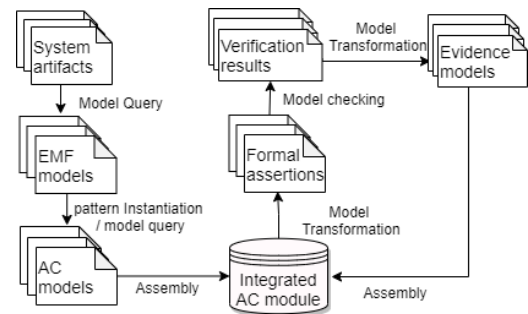 System
artifacts
Model Query
EMF
models
pattern Instantiation
/ model query
AC
models
Assembly
Integrated
AC module
Model
Transformation
Formal
assertions
Model checking
Verification
results
Model
Transformation
Evidence
models
Assembly